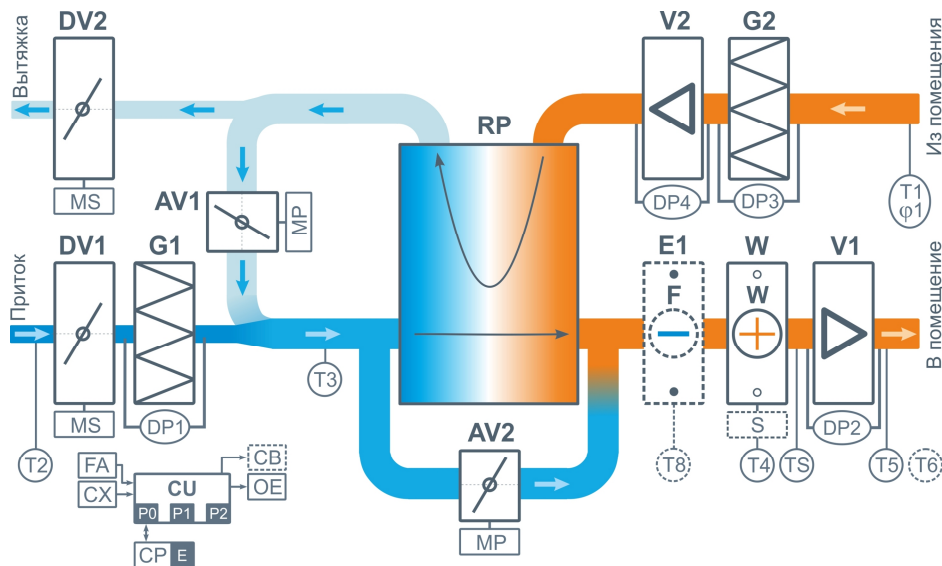 DV2
V2
G2
Вытяжка
Из помещения
RP
MS
AV1
MP
DP4
DP3
T1
φ1
DV1
G1
E1
W
V1
Приток
F
W
В помещение
T3
MS
DP1
AV2
S
DP2
T2
T8
T4
TS
T5
T6
FA
CB
CX
CU
OE
P0
P1
P2
MP
CP
E